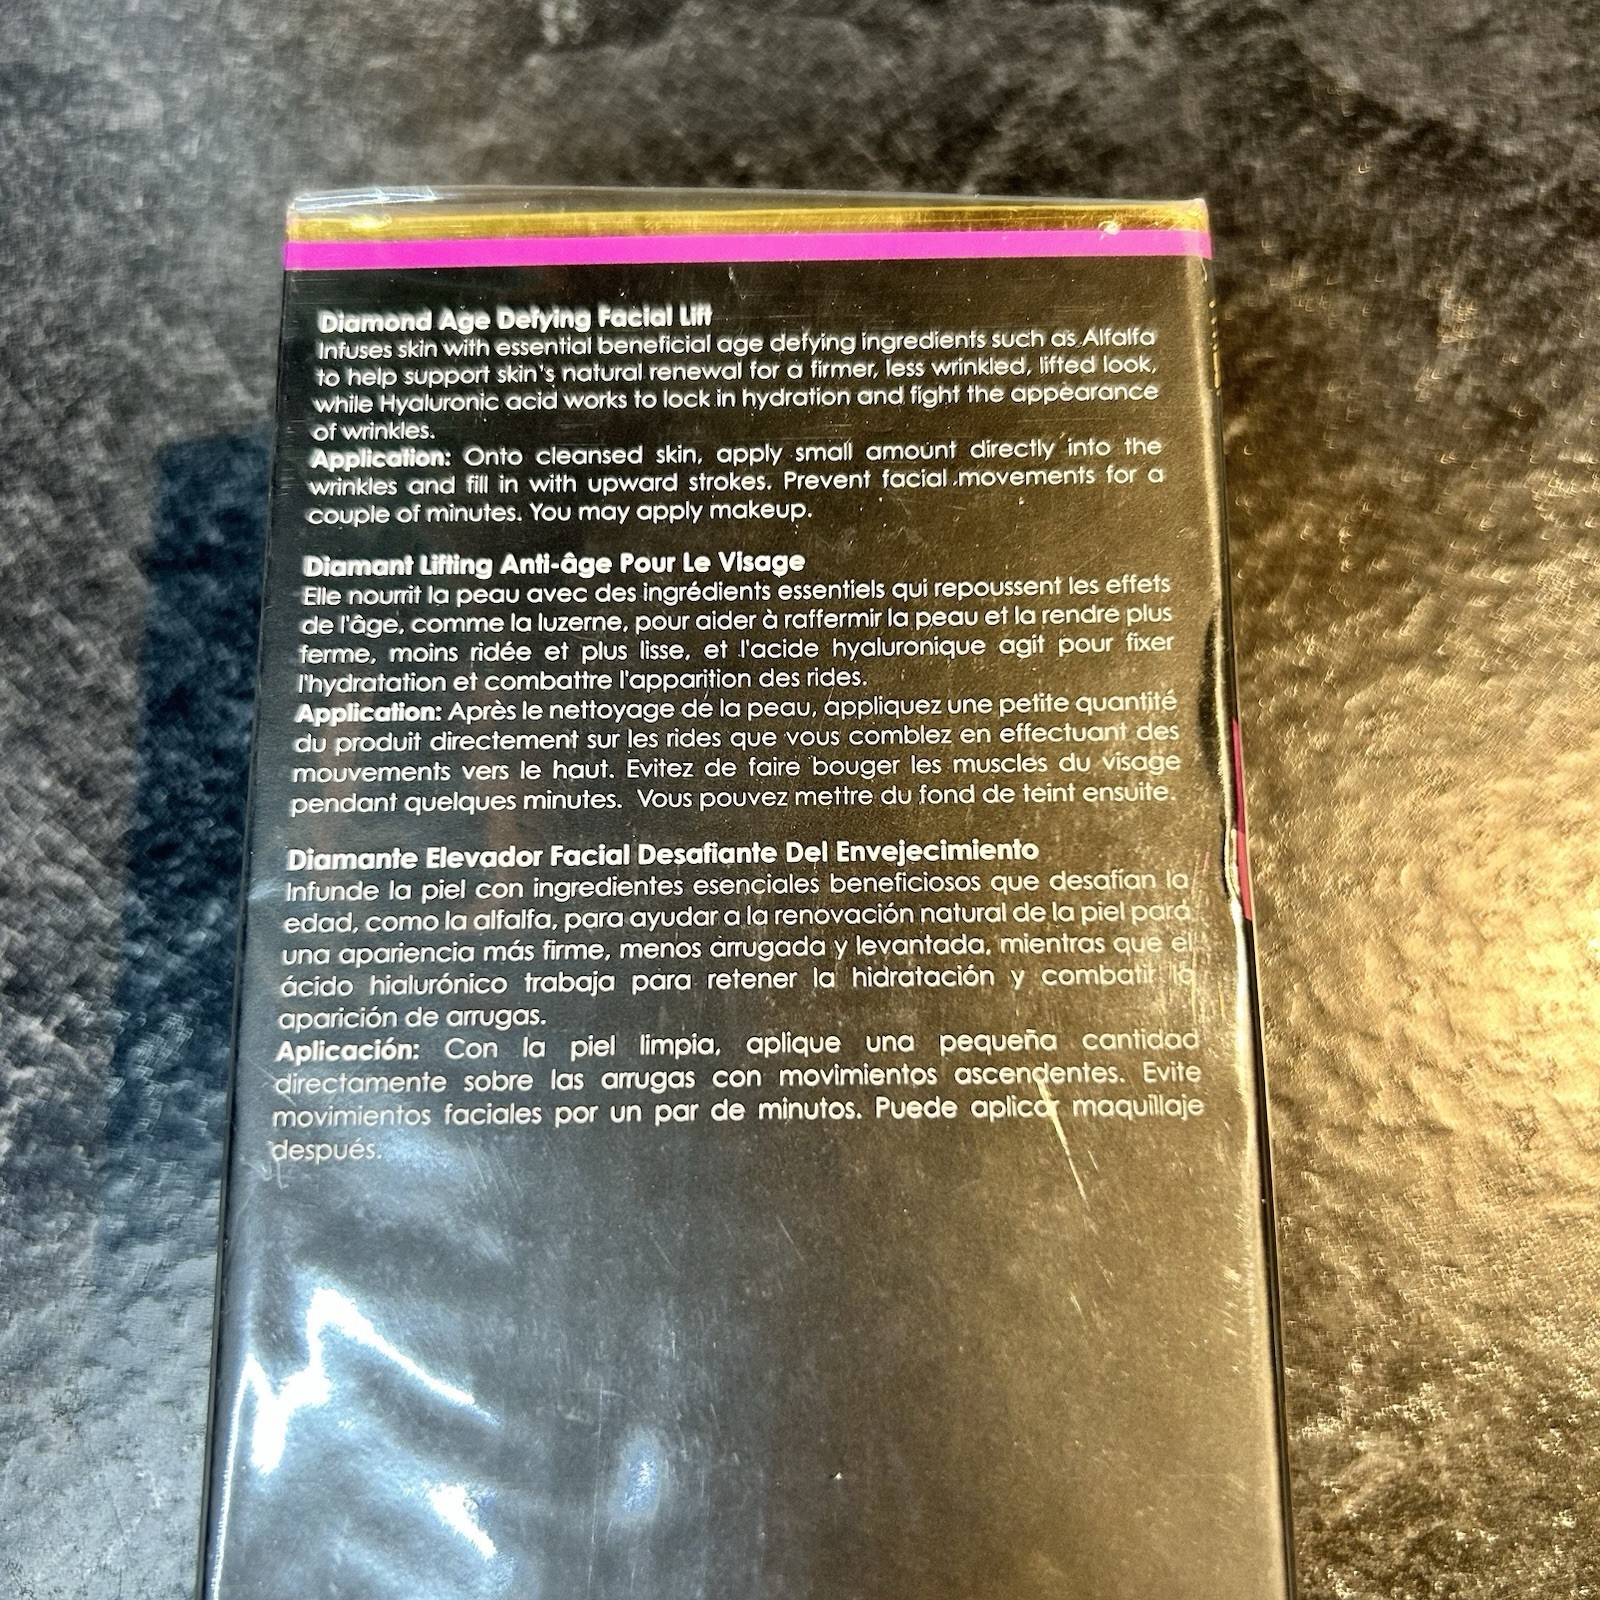 Diamond Age Defying Facial Lift
Infuses skin with essential beneficial age defying ingredients such as Alfalfa
to help support skin's natural renewal for a firmer, less wrinkled, lifted look,
while Hyaluronic acid works to lock in hydration and fight the appearance
of wrinkles.
Application: Onto cleansed skin, apply small amount directly into the
wrinkles and fill in with upward strokes. Prevent facial movements for a
couple of minutes. You may apply makeup.
Diamant Lifting Anti-âge Pour Le Visage
Elle nourrit la peau avec des ingrédients essentiels qui repoussent les effets
de l'âge, comme la luzerne, pour aider à raffermir la peau et la rendre plus
ferme, moins ridée et plus lisse, et l'acide hyaluronique agit pour fixer
l'hydratation et combattre l'apparition des rides.
Application: Après le nettoyage de la peau, appliquez une petite quantité
du produit directement sur les rides que vous comblez en effectuant des
mouvements vers le haut. Evitez de faire bouger les muscles du visage
pendant quelques minutes. Vous pouvez mettre du fond de teint ensuite.
Diamante Elevador Facial Desafiante Del Envejecimiento
Infunde la piel con ingredientes esenciales beneficiosos que desafían la
edad, como la alfalfa, para ayudar a la renovación natural de la piel para
una apariencia más firme, menos arrugada y levantada, mientras que el
ácido hialurónico trabaja para retener la hidratación y combatir la
aparición de arrugas.
Aplicación: Con la piel limpia, aplique una pequeña cantidad
directamente sobre las arrugas con movimientos ascendentes. Evite
movimientos faciales por un par de minutos. Puede aplicar maquillaje
después.